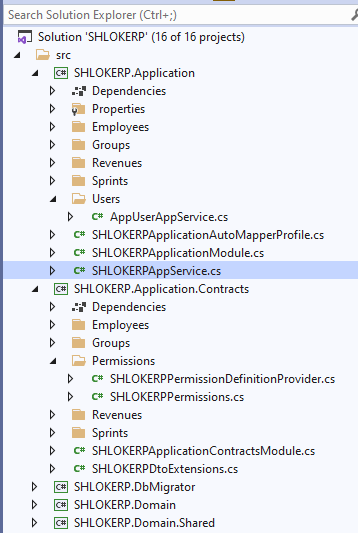 Search Solution Explorer (Ctrl+;)
Solution 'SHLOKERP' (16 of 16 projects)
src
C# SHLOKERP.Application
Dependencies
Properties
Employees
Groups
Revenues
Sprints
Users
C# AppUserAppService.cs
C# SHLOKERPApplicationAutoMapperProfile.cs
C# SHLOKERPApplicationModule.cs
C# SHLOKERPAppService.cs
C# SHLOKERP.Application.Contracts
Dependencies
Employees
Groups
Permissions
C# SHLOKERPPermissionDefinitionProvider.cs
C# SHLOKERPPermissions.cs
Revenues
Sprints
C# SHLOKERPApplicationContractsModule.cs
C# SHLOKERPDtoExtensions.cs
C# SHLOKERP.DbMigrator
C# SHLOKERP.Domain
C# SHLOKERP.Domain.Shared